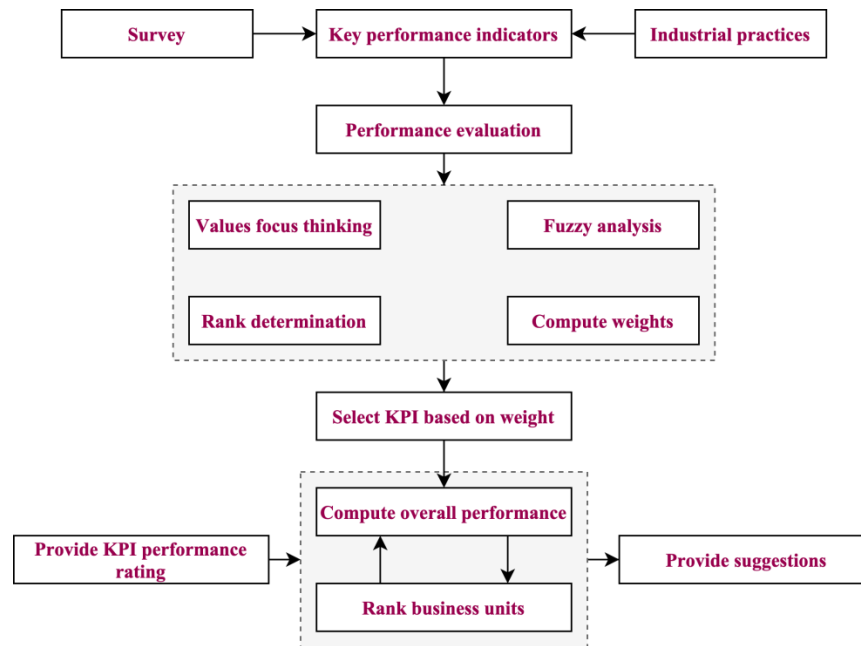 Survey
Key performance indicators
Industrial practices
Performance evaluation
Values focus thinking
Fuzzy analysis
Rank determination
Compute weights
Select KPI based on weight
Compute overall performance
Provide KPI performance
rating
Provide suggestions
Rank business units